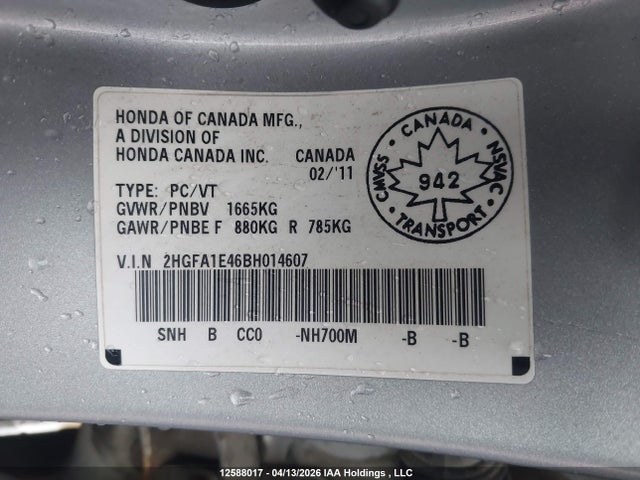 HONDA OF CANADA MFG.,
A DIVISION OF
HONDA CANADA INC. CANADA
02/'11
TYPE: PC/VT
GVWR/PNBV 1665KG
GAWR/PNBE F 880KG R 785KG
V.I.N 2HGFA1E46BH014607
SNH B CC0 -NH700M -B -B
CANADA
CMVSS NSVAC
942
TRANSPORT
12588017 - 04/13/2026 IAA Holdings , LLC